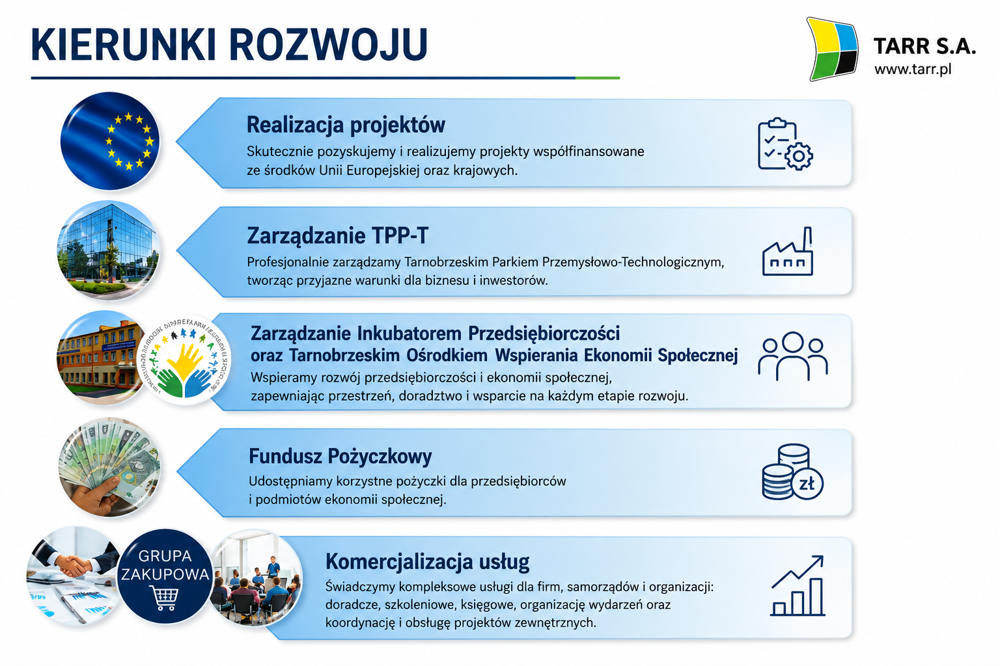 KIERUNKI ROZWOJU
TARR S.A.
www.tarr.pl
Realizacja projektów
Skutecznie pozyskujemy i realizujemy projekty współfinansowane
ze środków Unii Europejskiej oraz krajowych.
Zarządzanie TPP-T
Profesjonalnie zarządzamy Tarnobrzeskim Parkiem Przemysłowo-Technologicznym,
tworząc przyjazne warunki dla biznesu i inwestorów.
Zarządzanie Inkubatorem Przedsiębiorczości
oraz Tarnobrzeskim Ośrodkiem Wspierania Ekonomii Społecznej
Wspieramy rozwój przedsiębiorczości i ekonomii społecznej,
zapewniając przestrzeń, doradztwo i wsparcie na każdym etapie rozwoju.
Fundusz Pożyczkowy
Udostępniamy korzystne pożyczki dla przedsiębiorców
i podmiotów ekonomii społecznej.
zł
GRUPA
ZAKUPOWA
Komercjalizacja usług
Świadczymy kompleksowe usługi dla firm, samorządów i organizacji:
doradcze, szkoleniowe, księgowe, organizację wydarzeń oraz
koordynację i obsługę projektów zewnętrznych.